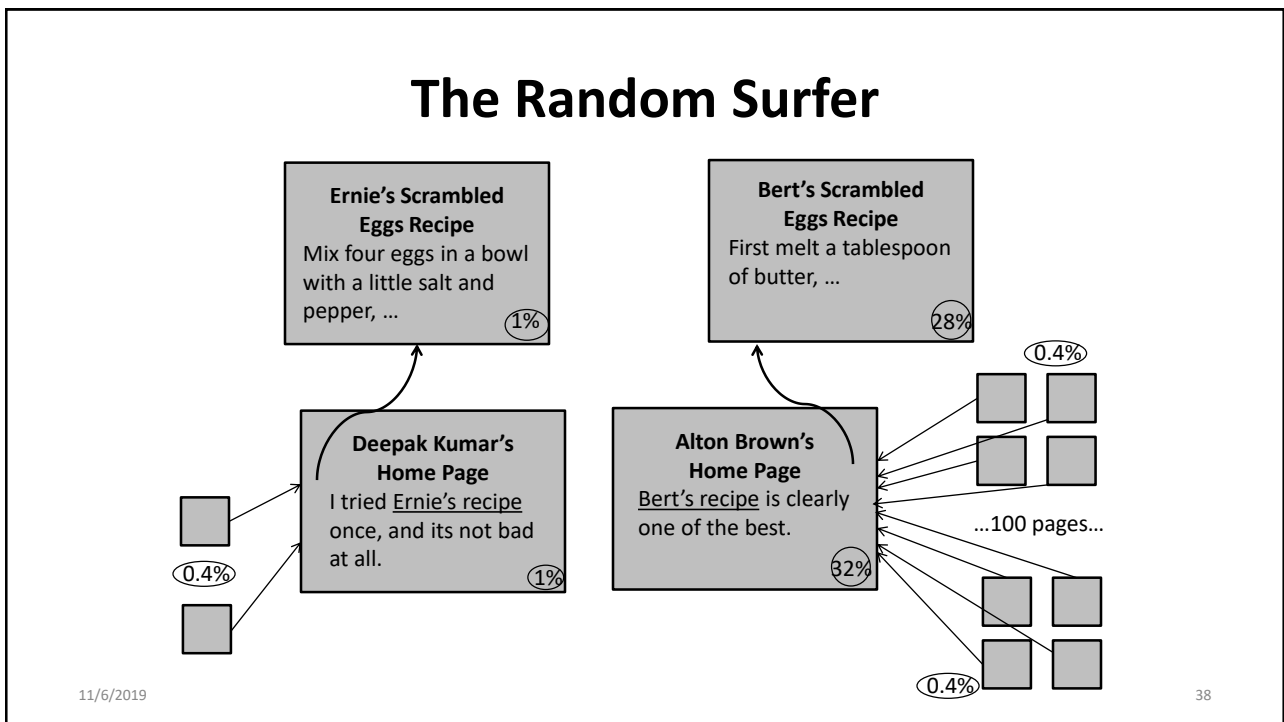 The Random Surfer
Ernie’s Scrambled
Eggs Recipe
Mix four eggs in a bowl
with a little salt and
pepper, …
1%
Bert’s Scrambled
Eggs Recipe
First melt a tablespoon
of butter, …
28%
Deepak Kumar’s
Home Page
I tried Ernie’s recipe
once, and its not bad
at all.
1%
0.4%
Alton Brown’s
Home Page
Bert’s recipe is clearly
one of the best.
32%
0.4%
…100 pages…
0.4%
11/6/2019
38